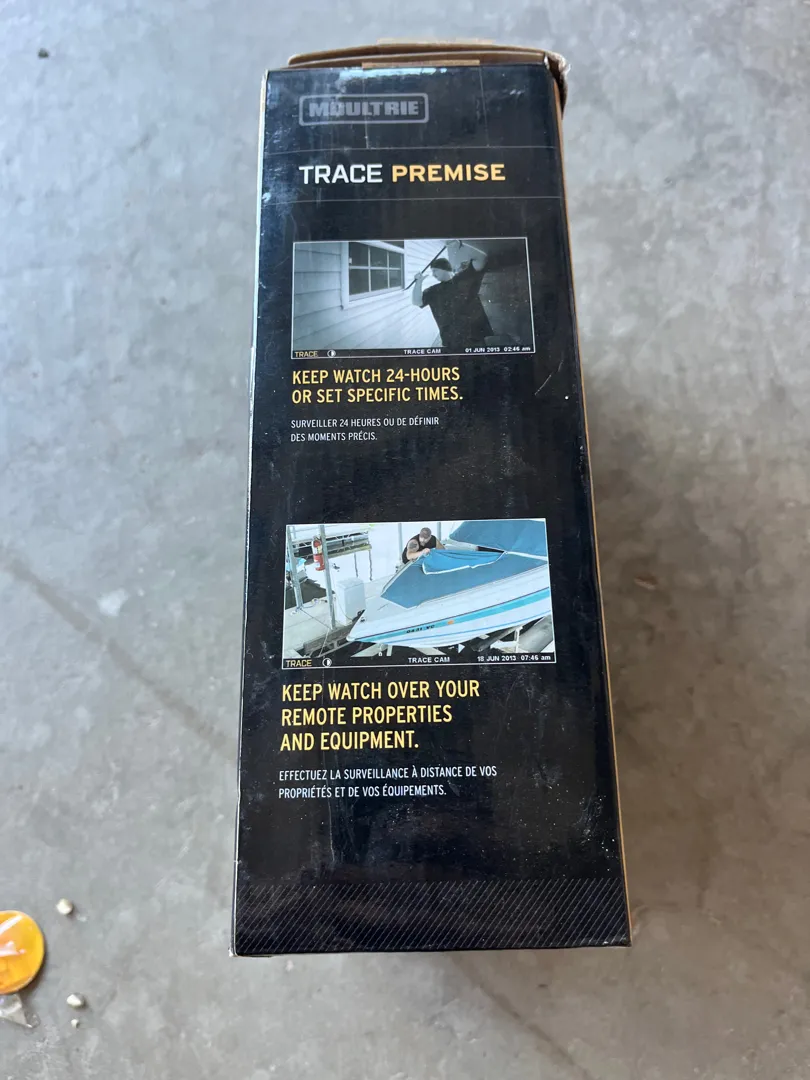 MOULTRIE
TRACE PREMISE
TRACE TRACE CAM 01 JUN 2013 02:46 am
KEEP WATCH 24-HOURS
OR SET SPECIFIC TIMES.
SURVEILLER 24 HEURES OU DE DÉFINIR
DES MOMENTS PRÉCIS.
TRACE TRACE CAM 18 JUN 2013 07:46 am
KEEP WATCH OVER YOUR
REMOTE PROPERTIES
AND EQUIPMENT.
EFFECTUEZ LA SURVEILLANCE À DISTANCE DE VOS
PROPRIÉTÉS ET DE VOS ÉQUIPEMENTS.